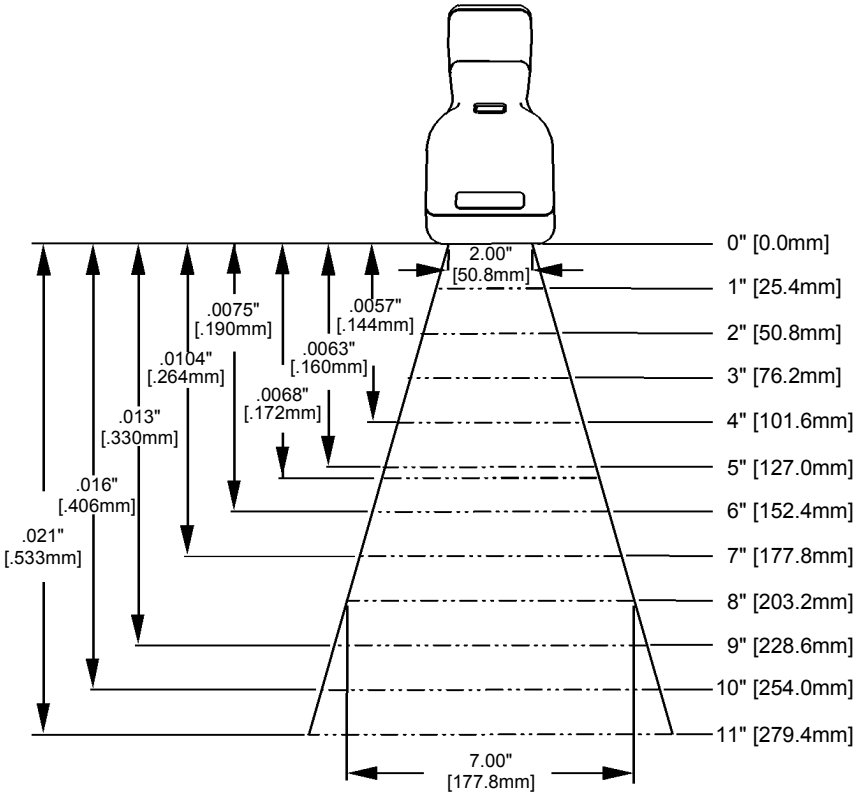 0" [0.0mm]
2.00"
[50.8mm]
1" [25.4mm]
.0057"
[.144mm]
.0075"
[.190mm]
2" [50.8mm]
.0063"
[.160mm]
.0104"
[.264mm]
3" [76.2mm]
.0068"
[.172mm]
.013"
[.330mm]
4" [101.6mm]
5" [127.0mm]
.016"
[.406mm]
6" [152.4mm]
.021"
[.533mm]
7" [177.8mm]
8" [203.2mm]
9" [228.6mm]
10" [254.0mm]
11" [279.4mm]
7.00"
[177.8mm]